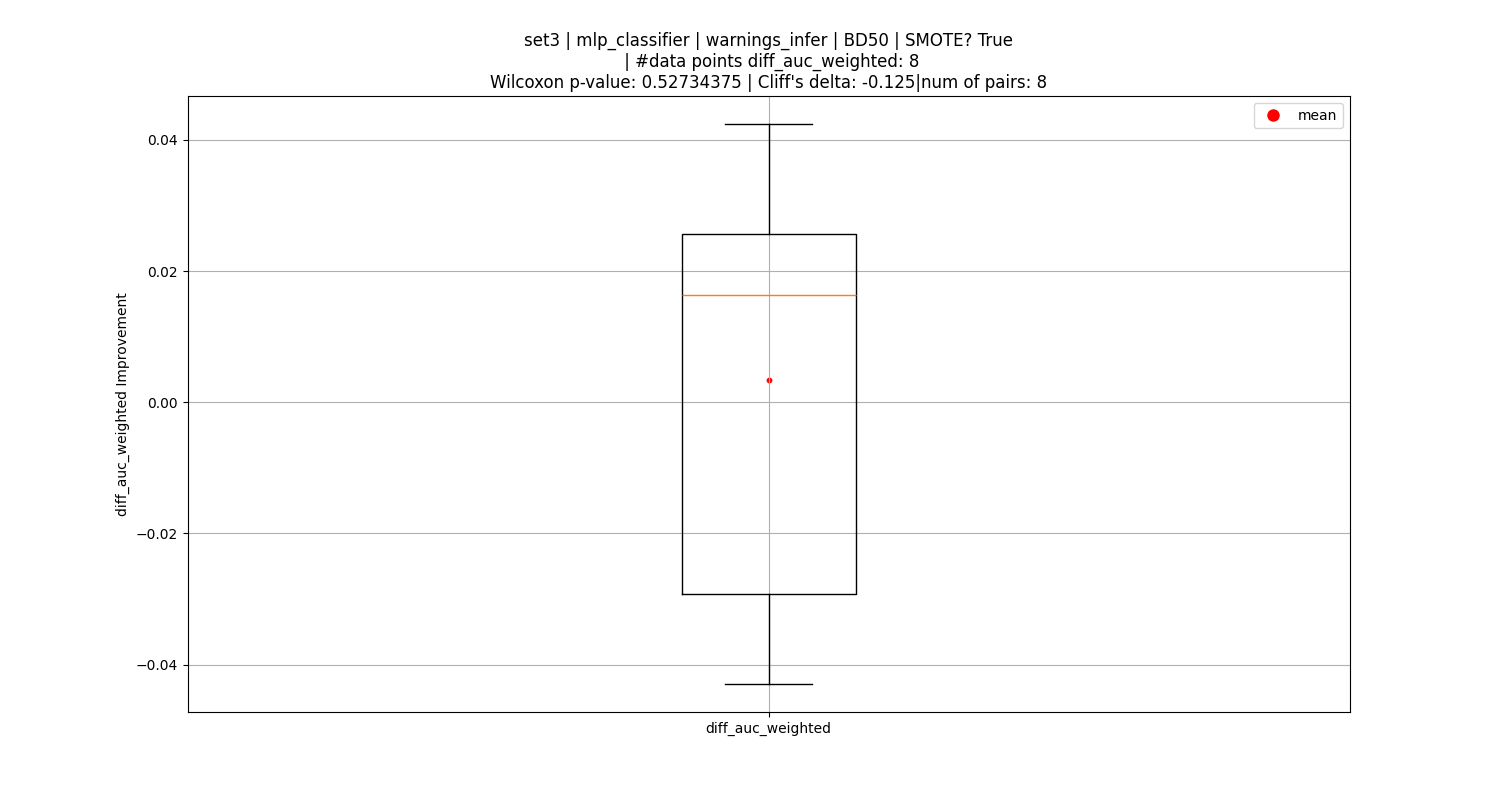 set3 | mlp_classifier | warnings_infer | BD50 | SMOTE? True
| #data points diff_auc_weighted: 8
Wilcoxon p-value: 0.52734375 | Cliff's delta: -0.125|num of pairs: 8
mean
0.04
0.02
0.00
−0.02
−0.04
diff_auc_weighted Improvement
diff_auc_weighted